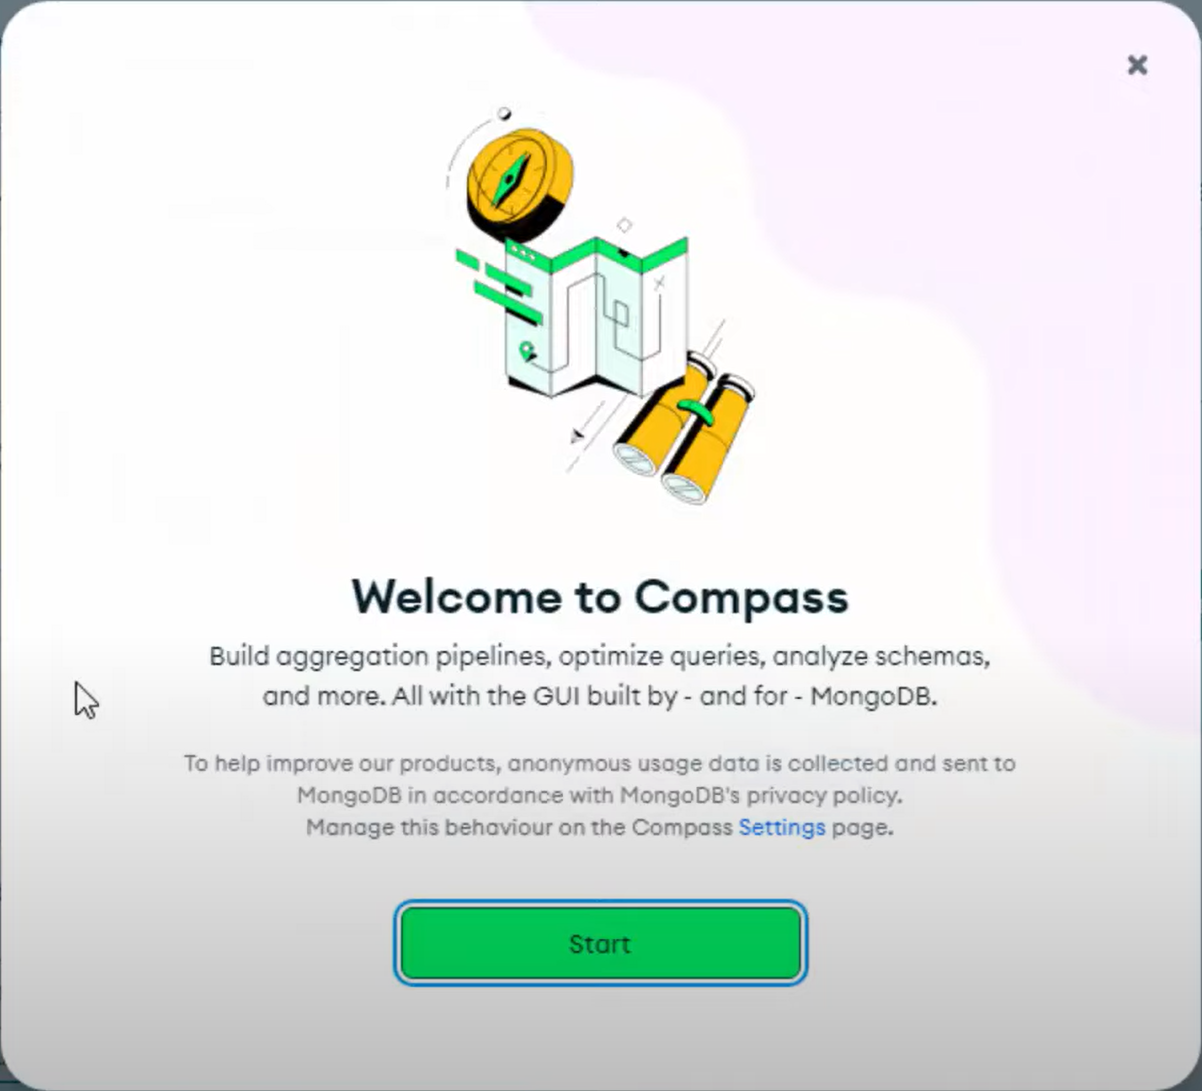 Welcome to Compass
Build aggregation pipelines, optimize queries, analyze schemas,
and more. All with the GUI built by - and for - MongoDB.
To help improve our products, anonymous usage data is collected and sent to
MongoDB in accordance with MongoDB's privacy policy.
Manage this behaviour on the Compass Settings page.
Start